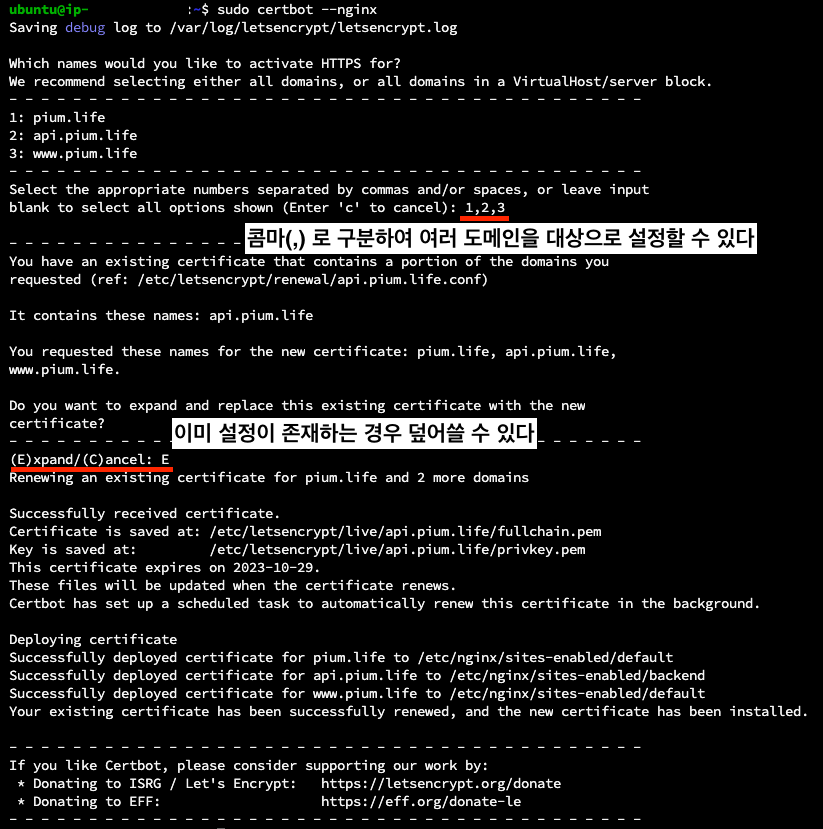 ubuntu@ip-          :~$ sudo certbot --nginx
Saving debug log to /var/log/letsencrypt/letsencrypt.log
Which names would you like to activate HTTPS for?
We recommend selecting either all domains, or all domains in a VirtualHost/server block.
- - - - - - - - - - - - - - - - - - - - - - - - - - - - - - - - - - - - - - - -
1: pium.life
2: api.pium.life
3: www.pium.life
- - - - - - - - - - - - - - - - - - - - - - - - - - - - - - - - - - - - - - - -
Select the appropriate numbers separated by commas and/or spaces, or leave input
blank to select all options shown (Enter 'c' to cancel): 1,2,3
- - - - - - - - - - - - - - -
콤마(,) 로 구분하여 여러 도메인을 대상으로 설정할 수 있다
You have an existing certificate that contains a portion of the domains you
requested (ref: /etc/letsencrypt/renewal/api.pium.life.conf)
It contains these names: api.pium.life
You requested these names for the new certificate: pium.life, api.pium.life,
www.pium.life.
Do you want to expand and replace this existing certificate with the new
certificate?
- - - - - - - - - - 이미 설정이 존재하는 경우 덮어쓸 수 있다 - - - - - - -
(E)xpand/(C)ancel: E
Renewing an existing certificate for pium.life and 2 more domains
Successfully received certificate.
Certificate is saved at: /etc/letsencrypt/live/api.pium.life/fullchain.pem
Key is saved at:         /etc/letsencrypt/live/api.pium.life/privkey.pem
This certificate expires on 2023-10-29.
These files will be updated when the certificate renews.
Certbot has set up a scheduled task to automatically renew this certificate in the background.
Deploying certificate
Successfully deployed certificate for pium.life to /etc/nginx/sites-enabled/default
Successfully deployed certificate for api.pium.life to /etc/nginx/sites-enabled/backend
Successfully deployed certificate for www.pium.life to /etc/nginx/sites-enabled/default
Your existing certificate has been successfully renewed, and the new certificate has been installed.
- - - - - - - - - - - - - - - - - - - - - - - - - - - - - - - - - - - - - - - -
If you like Certbot, please consider supporting our work by:
* Donating to ISRG / Let's Encrypt:   https://letsencrypt.org/donate
* Donating to EFF:                    https://eff.org/donate-le
- - - - - - - - - - - - - - - - - - - - - - - - - - - - - - - - - - - - - - - -